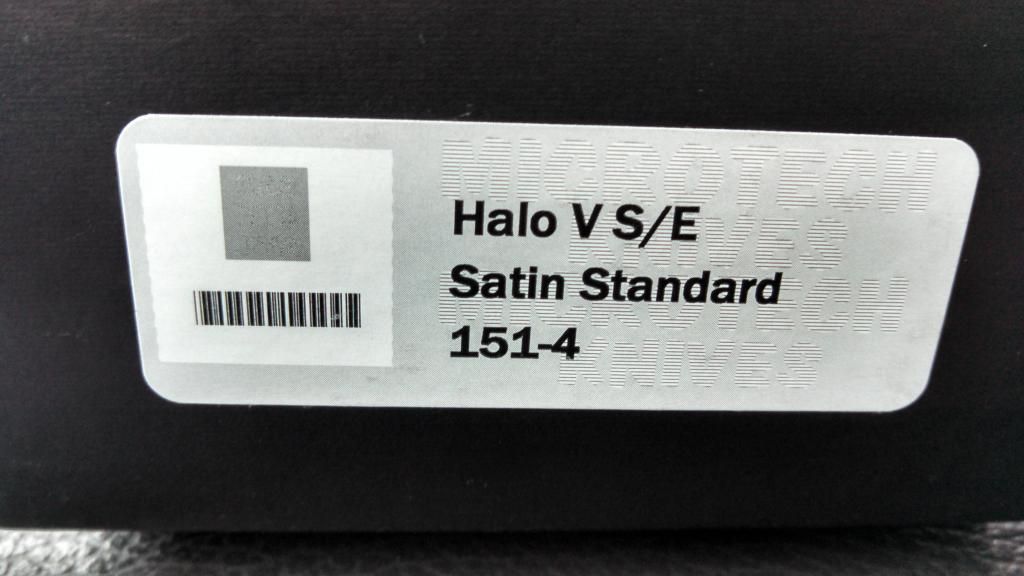 MICROTECH
Halo V S/E
KNIVES
Satin Standard
MICROTECH
151-4
KNIVES